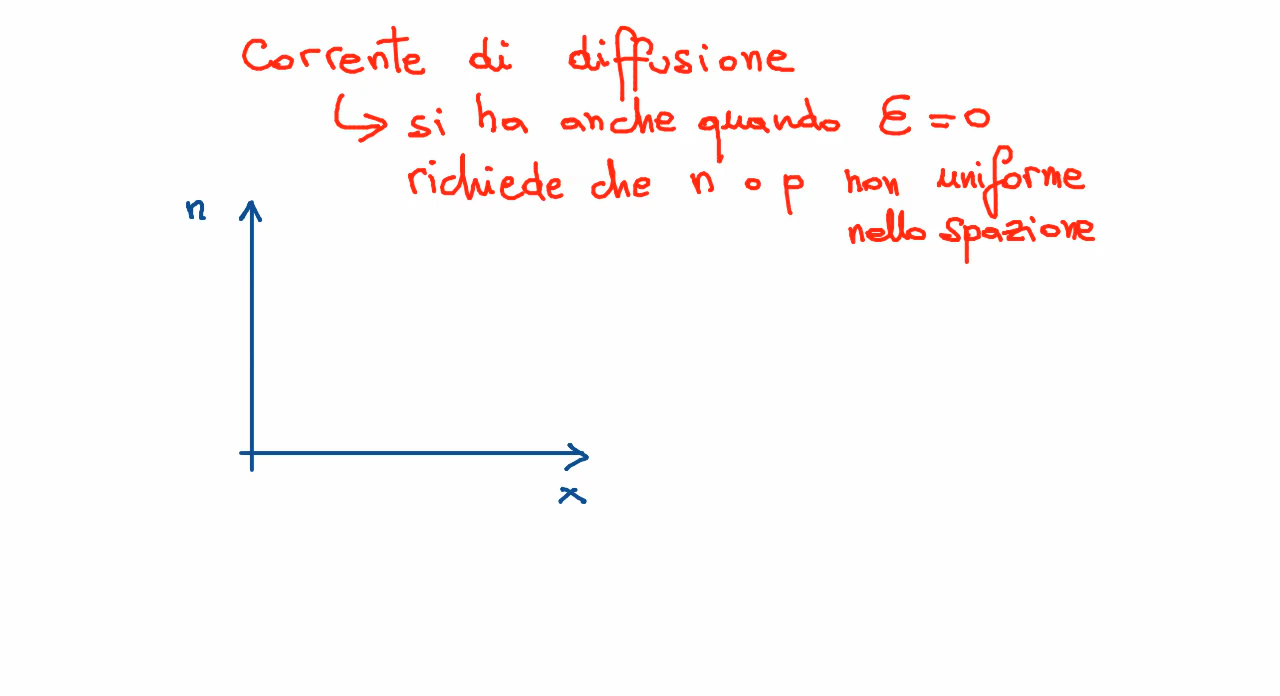 Corrente di diffusione
↳ si ha anche quando ℰ = 0
richiede che n o p non uniforme
nello spazione
n
x